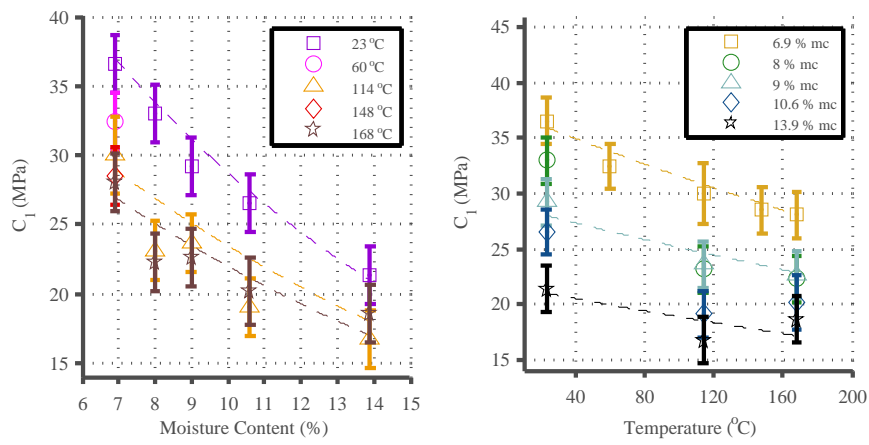 40
35
30
25
20
15
C1 (MPa)
6 7 8 9 10 11 12 13 14 15
Moisture Content (%)
23 °C
60 °C
114 °C
148 °C
168 °C
45
40
35
30
25
20
15
C1 (MPa)
40 80 120 160 200
Temperature (°C)
6.9 % mc
8 % mc
9 % mc
10.6 % mc
13.9 % mc